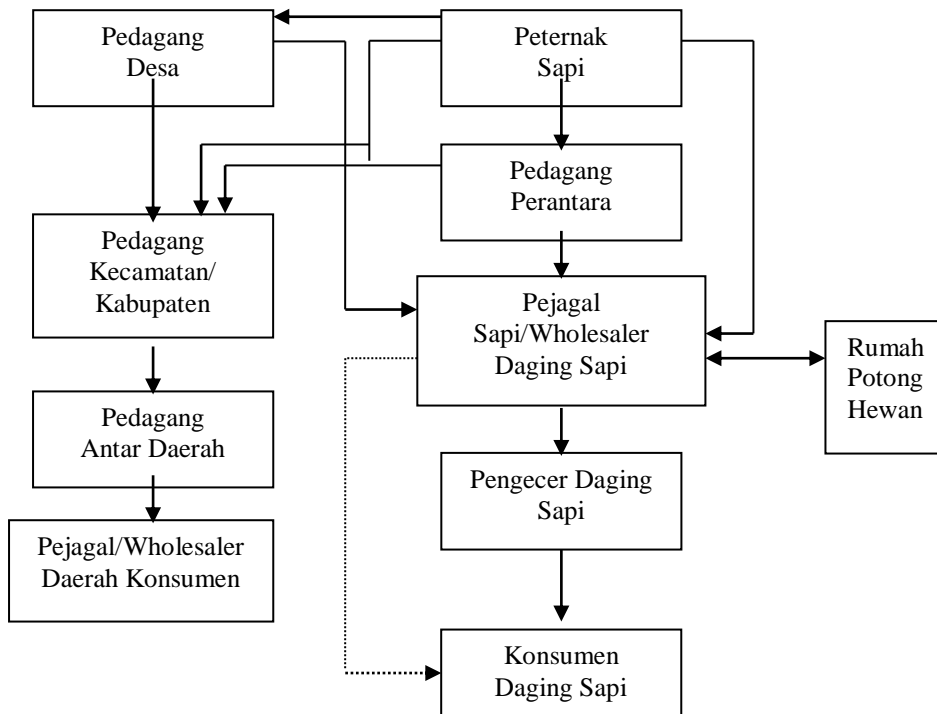 Pedagang
Desa
Peternak
Sapi
Pedagang
Perantara
Pedagang
Kecamatan/
Kabupaten
Pejagal
Sapi/Wholesaler
Daging Sapi
Rumah
Potong
Hewan
Pedagang
Antar Daerah
Pengecer Daging
Sapi
Pejagal/Wholesaler
Daerah Konsumen
Konsumen
Daging Sapi